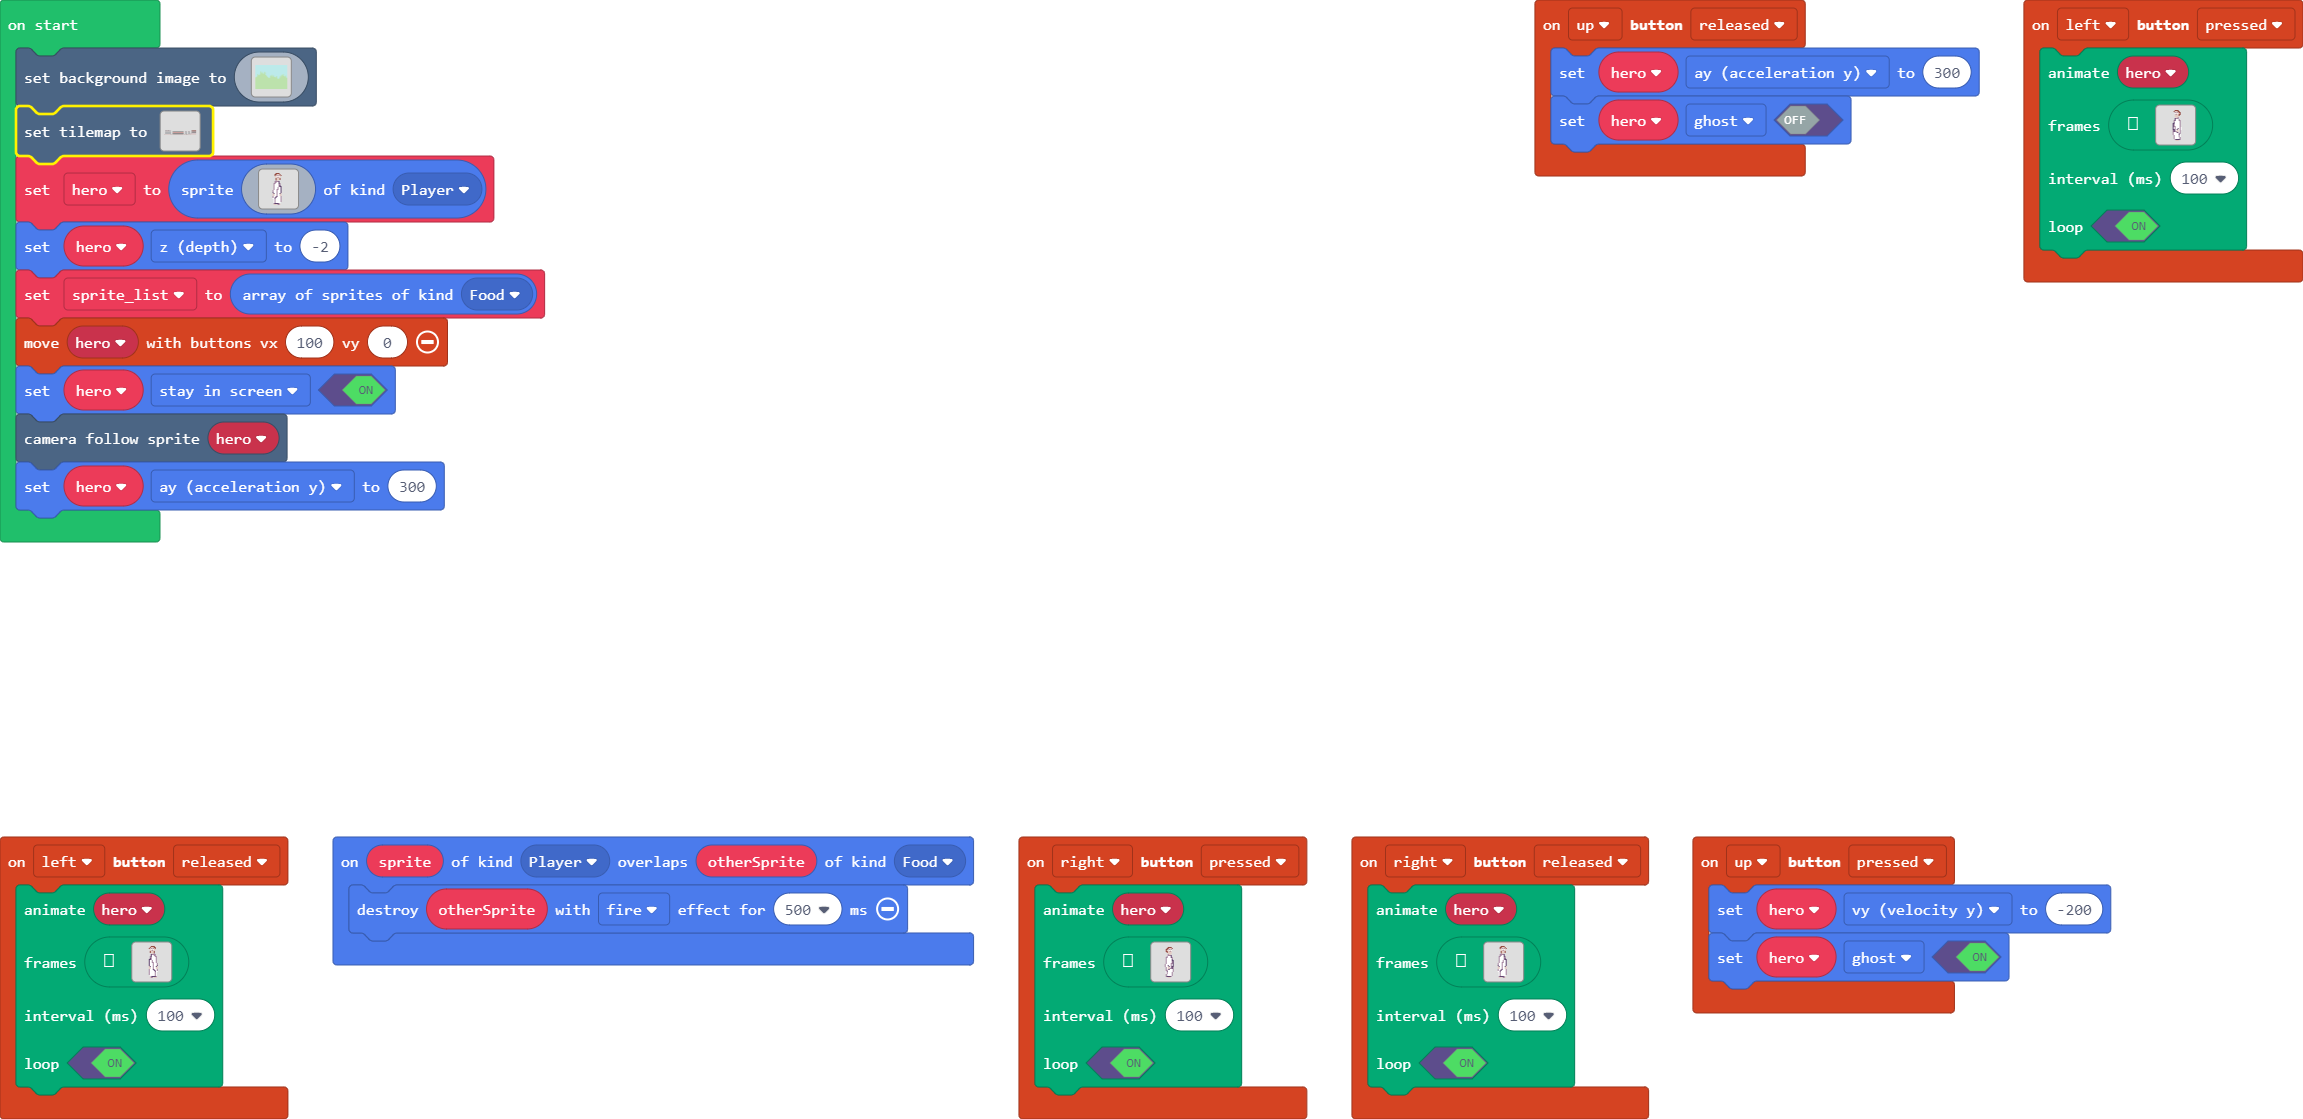 on start
set background image to
set tilemap to
set hero to sprite of kind Player
set hero z (depth) to -2
set sprite_list to array of sprites of kind Food
move hero with buttons vx 100 vy 0
set hero stay in screen ON
camera follow sprite hero
set hero ay (acceleration y) to 300
on up button released
set hero ay (acceleration y) to 300
set hero ghost OFF
on left button pressed
animate hero
frames
interval (ms) 100
loop ON
on left button released
animate hero
frames
interval (ms) 100
loop ON
on sprite of kind Player overlaps otherSprite of kind Food
destroy otherSprite with fire effect for 500 ms
on right button pressed
animate hero
frames
interval (ms) 100
loop ON
on right button released
animate hero
frames
interval (ms) 100
loop ON
on up button pressed
set hero vy (velocity y) to -200
set hero ghost ON